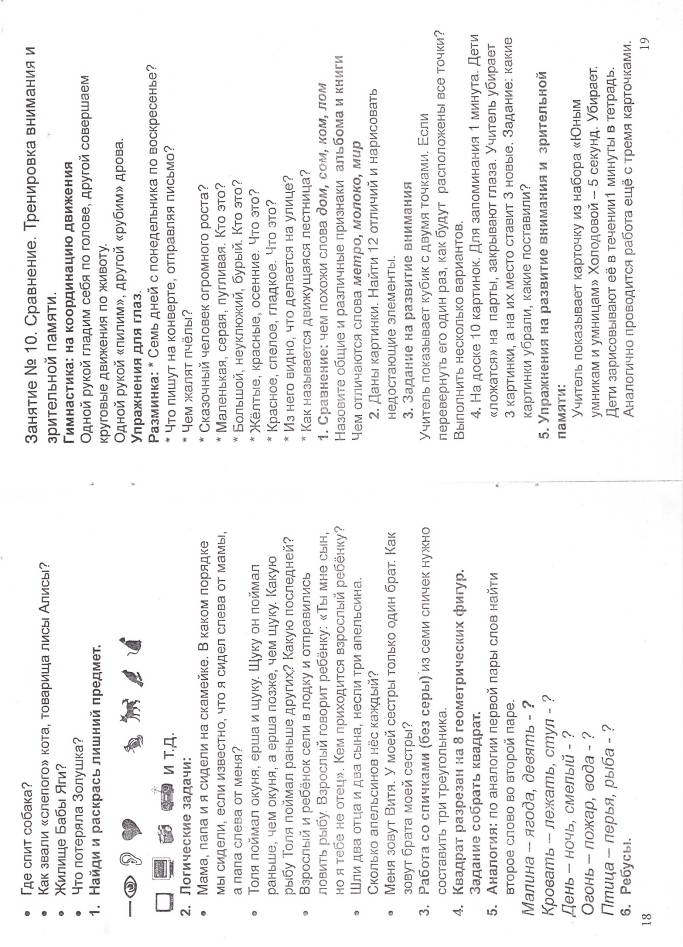 • Где спит собака?
• Как звали «слепого» кота, товарища лисы Алисы?
• Жилище Бабы Яги?
• Что потеряла Золушка?
1. Найди и раскрась лишний предмет.
и т.д.
2. Логические задачи:
• Мама, папа и я сидели на скамейке. В каком порядке
мы сидели, если известно, что я сидел слева от мамы,
а папа слева от меня?
• Толя поймал окуня, ерша и щуку. Щуку он поймал
раньше, чем окуня, а ерша позже, чем щуку. Какую
рыбу Толя поймал раньше других? Какую последней?
• Взрослый и ребёнок сели в лодку и отправились
ловить рыбу. Взрослый говорит ребёнку: «Ты мне сын,
но я тебе не отец». Кем приходится взрослый ребёнку?
• Шли два отца и два сына, несли три апельсина.
Сколько апельсинов нёс каждый?
• Меня зовут Витя. У моей сестры только один брат. Как
зовут брата моей сестры?
3. Работа со спичками (без серы) из семи спичек нужно
составить три треугольника.
4. Квадрат разрезан на 8 геометрических фигур.
Задание собрать квадрат.
5. Аналогия: по аналогии первой пары слов найти
второе слово во второй паре.
Малина – ягода, девять - ?
Кровать – лежать, стул - ?
День – ночь, смелый - ?
Огонь – пожар, вода - ?
Птица – перья, рыба - ?
6. Ребусы.
18
Занятие № 10. Сравнение. Тренировка внимания и
зрительной памяти.
Гимнастика: на координацию движения
Одной рукой гладим себя по голове, другой совершаем
круговые движения по животу.
Одной рукой «пилим», другой «рубим» дрова.
Упражнения для глаз.
Разминка: * Семь дней с понедельника по воскресенье?
* Что пишут на конверте, отправляя письмо?
* Чем жалят пчёлы?
* Сказочный человек огромного роста?
* Маленькая, серая, пугливая. Кто это?
* Большой, неуклюжий, бурый. Кто это?
* Жёлтые, красные, осенние. Что это?
* Красное, спелое, гладкое. Что это?
* Из него видно, что делается на улице?
* Как называется движущаяся лестница?
1. Сравнение: чем похожи слова дом, сом, ком, лом
Назовите общие и различные признаки альбома и книги
Чем отличаются слова метро, молоко, мир
2. Даны картинки. Найти 12 отличий и нарисовать
недостающие элементы.
3. Задание на развитие внимания
Учитель показывает кубик с двумя точками. Если
перевернуть его один раз, как будут расположены все точки?
Выполнить несколько вариантов.
4. На доске 10 картинок. Для запоминания 1 минута. Дети
«ложатся» на парты, закрывают глаза. Учитель убирает
3 картинки, а на их место ставит 3 новые. Задание: какие
картинки убрали, какие поставили?
5. Упражнения на развитие внимания и зрительной
памяти:
Учитель показывает карточку из набора «Юным
умникам и умницам» Холодовой – 5 секунд. Убирает.
Дети зарисовывают её в течении1 минуты в тетрадь.
Аналогично проводится работа ещё с тремя карточками.
19